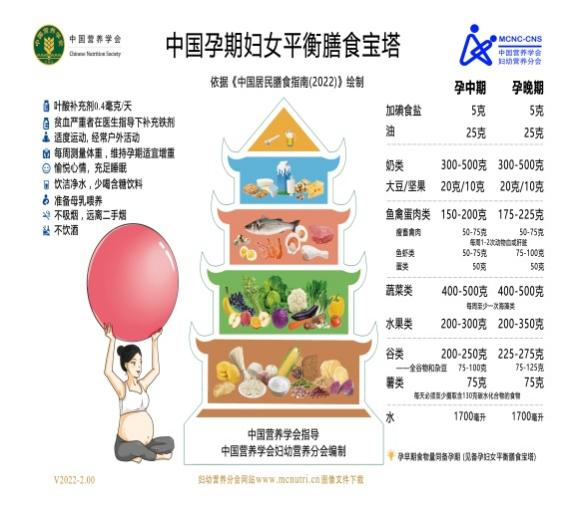 中国营养学会
Chinese Nutrition Society
中国孕期妇女平衡膳食宝塔
MCNC-CNS
中国营养学会
妇幼营养分会
依据《中国居民膳食指南(2022)》绘制
叶酸补充剂0.4毫克/天
贫血严重者在医生指导下补充铁剂
适度运动, 经常户外活动
每周测量体重，维持孕期适宜增重
愉悦心情，充足睡眠
饮洁净水，少喝含糖饮料
准备母乳喂养
不吸烟，远离二手烟
不饮酒
孕中期 孕晚期
加碘食盐 5克 5克
油 25克 25克
奶类 300-500克 300-500克
大豆/坚果 20克/10克 20克/10克
鱼禽蛋肉类 150-200克 175-225克
瘦畜禽肉 50-75克 50-75克
每周1-2次动物血或肝脏
鱼虾类 50-75克 75-100克
蛋类 50克 50克
蔬菜类 400-500克 400-500克
每周至少一次海藻类
水果类 200-300克 200-350克
谷类 200-250克 225-275克
——全谷物和杂豆 75-100克 75-125克
薯类 75克 75克
每天必须至少摄取含130克碳水化合物的食物
水 1700毫升 1700毫升
孕早期食物量同备孕期 (见备孕妇女平衡膳食宝塔)
中国营养学会指导
中国营养学会妇幼营养分会编制
V2022-2.00
妇幼营养分会网站www.mcnutri.cn图像文件下载